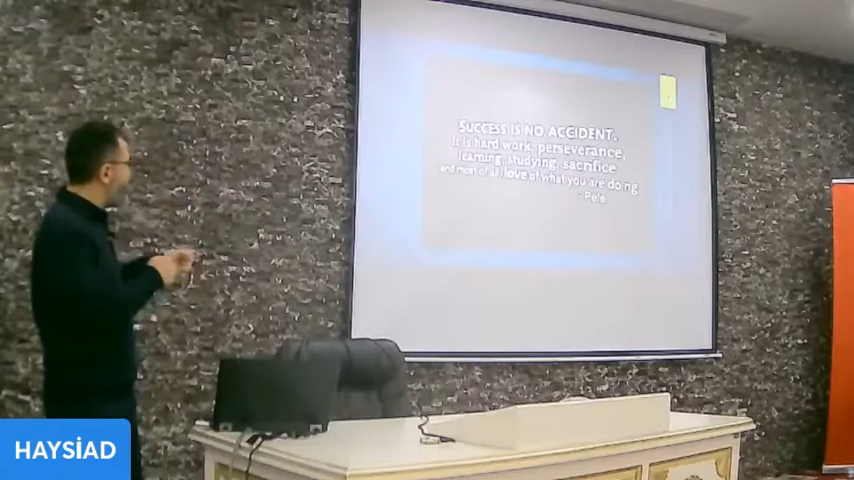 SUCCESS IS NO ACCIDENT.
It is hard work, perseverance,
learning, studying, sacrifice
and most of all, love of what you are doing
- Pele
HAYSİAD